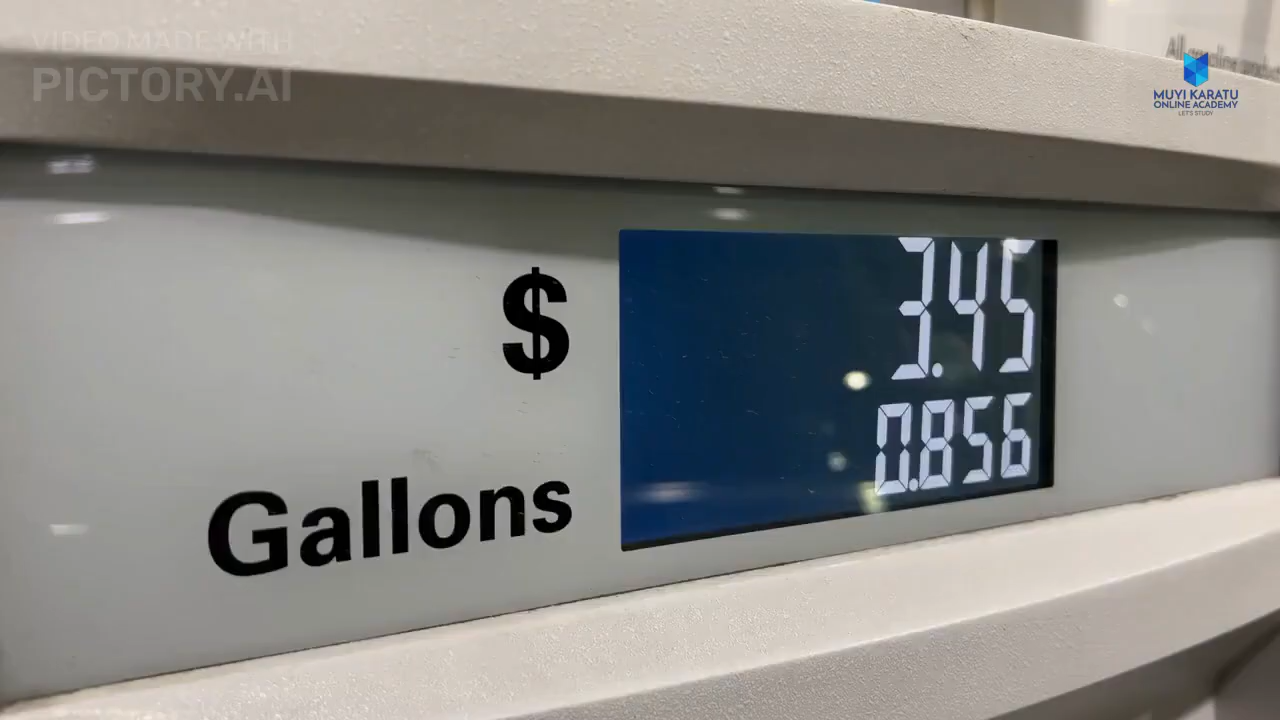 VIDEO MADE WITH
PICTORY.AI
MUYI KARATU
ONLINE ACADEMY
LET'S STUDY
$ 3.45
Gallons 0.856